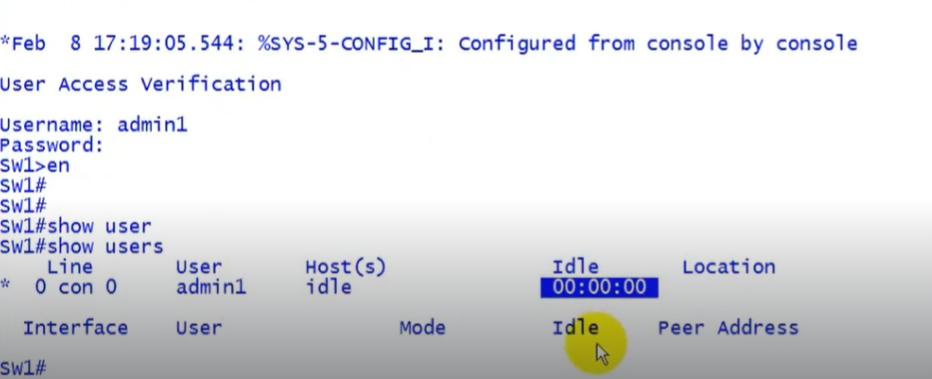 *Feb  8 17:19:05.544: %SYS-5-CONFIG_I: Configured from console by console
User Access Verification
Username: admin1
Password:
SW1>en
SW1#
SW1#
SW1#show user
SW1#show users
    Line       User       Host(s)              Idle       Location
*  0 con 0     admin1     idle                 00:00:00
  Interface    User               Mode         Idle     Peer Address
SW1#